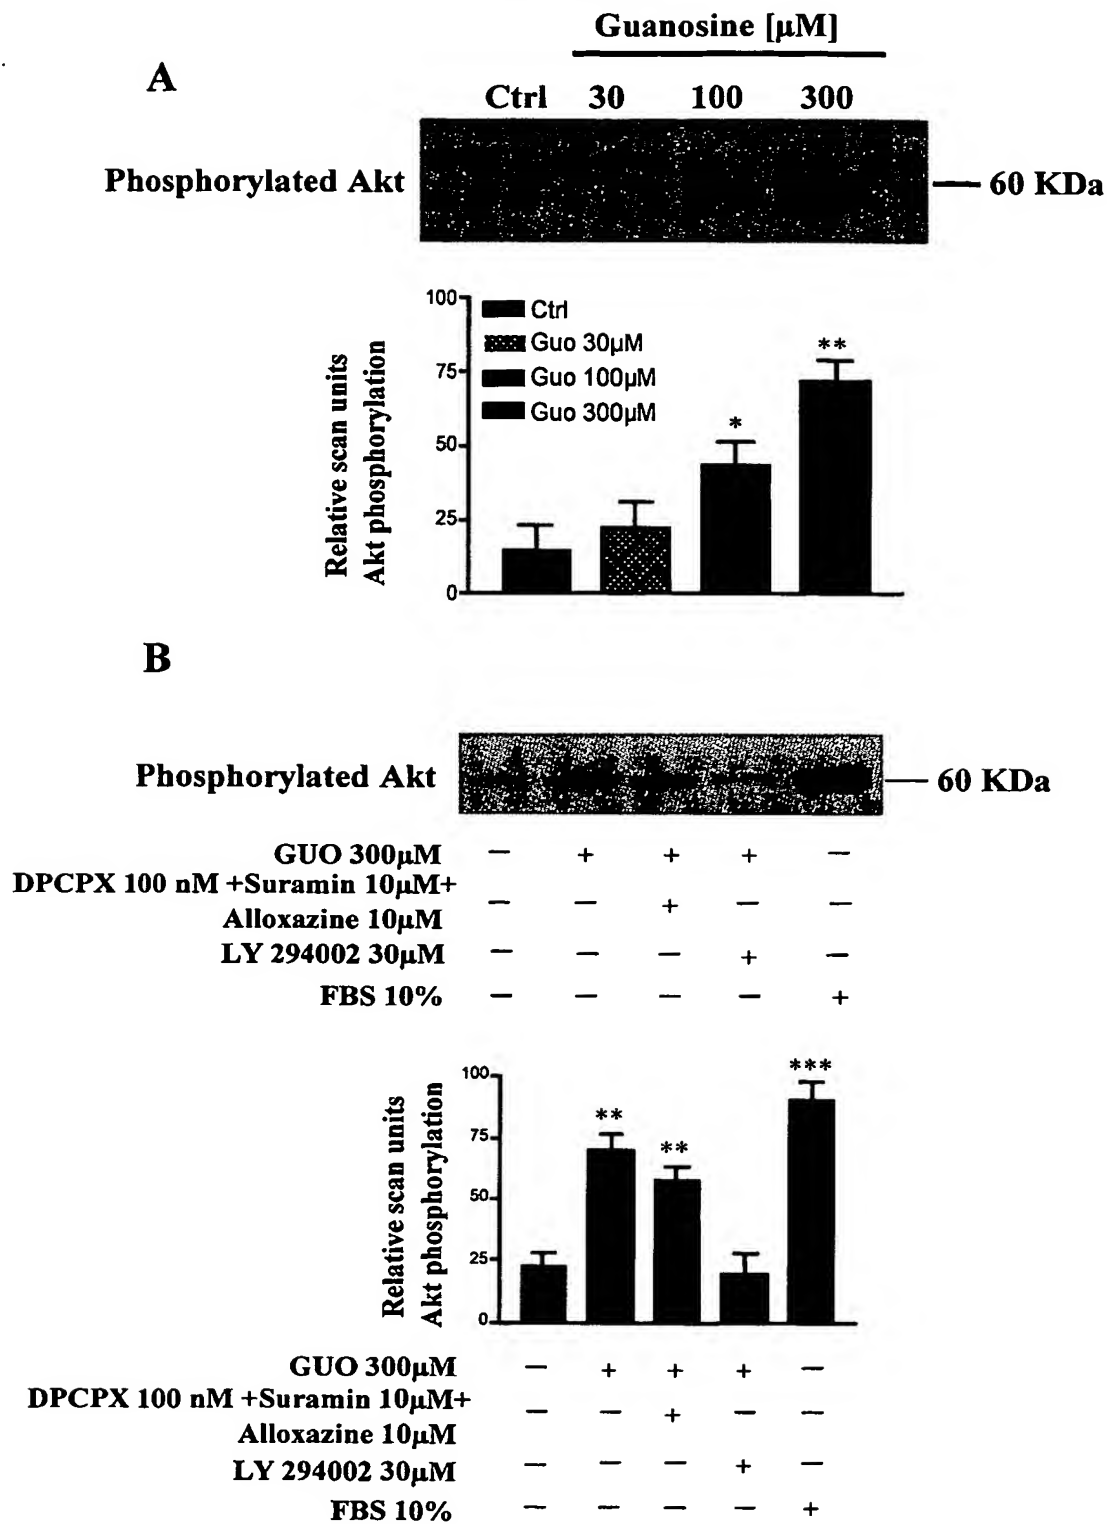 Guanosine [µM]
A
Ctrl 30 100 300
Phosphorylated Akt 60 KDa
100
75
50
25
0
Relative scan units
Akt phosphorylation
Ctrl
Guo 30µM
Guo 100µM
Guo 300µM
*
**
B
Phosphorylated Akt 60 KDa
GUO 300µM − + + + −
DPCPX 100 nM +Suramin 10µM+
Alloxazine 10µM − − + − −
LY 294002 30µM − − − + −
FBS 10% − − − − +
100
75
50
25
0
Relative scan units
Akt phosphorylation
** ** ***
GUO 300µM − + + + −
DPCPX 100 nM +Suramin 10µM+
Alloxazine 10µM − − + − −
LY 294002 30µM − − − + −
FBS 10% − − − − +